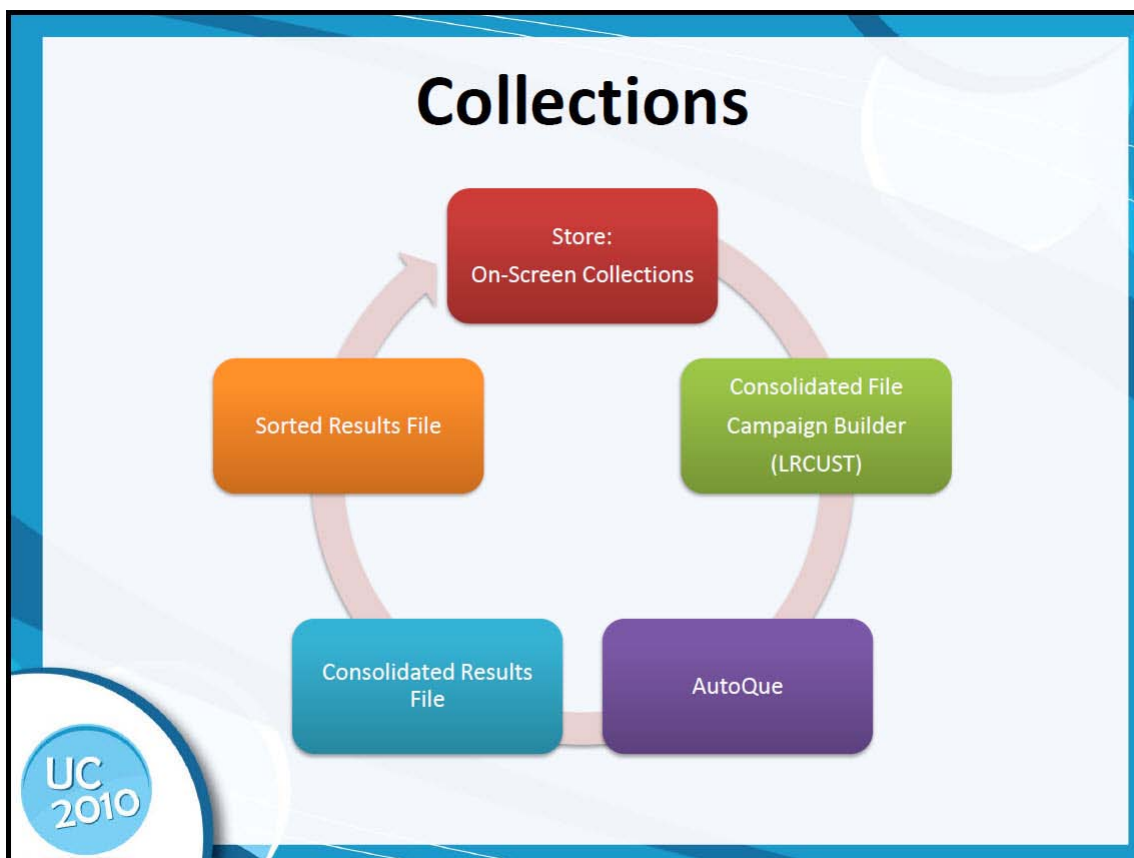 Collections
Store:
On-Screen Collections
Consolidated File
Campaign Builder
(LRCUST)
AutoQue
Consolidated Results
File
Sorted Results File
UC
2010